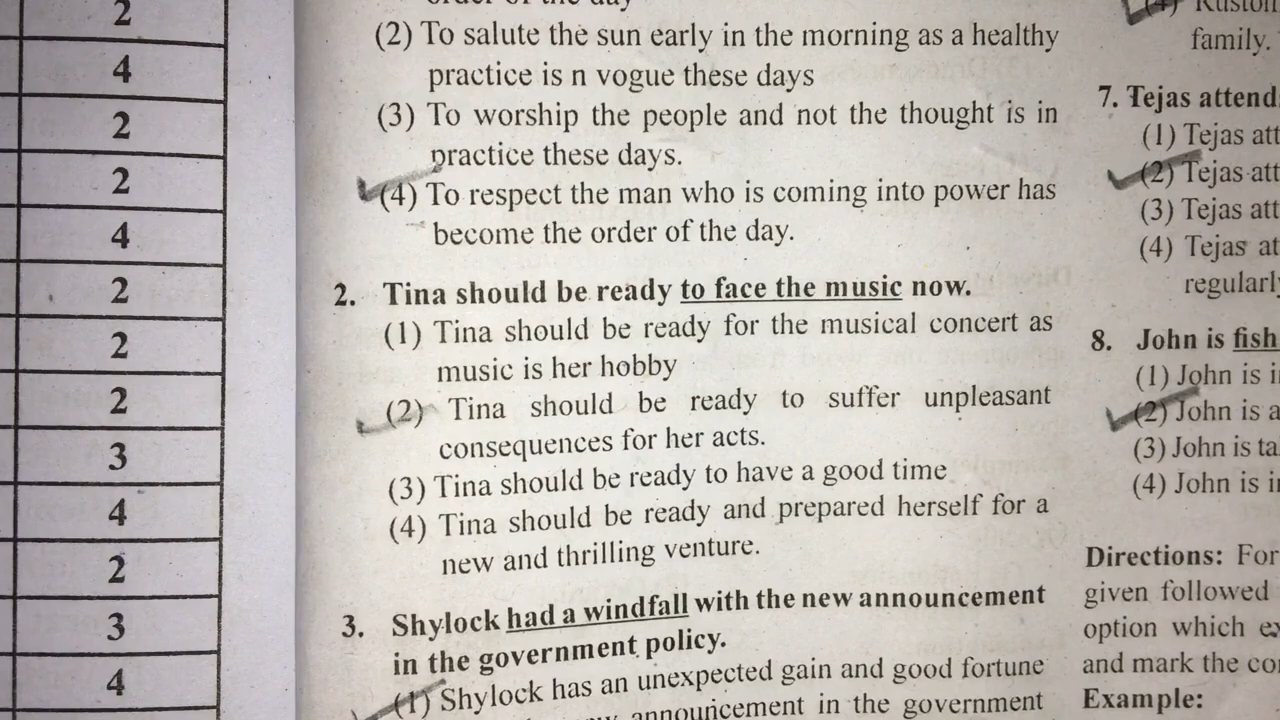 2
4
2
2
4
2
2
2
3
4
2
3
4
order of the day
(2) To salute the sun early in the morning as a healthy
practice is n vogue these days
(3) To worship the people and not the thought is in
practice these days.
(4) To respect the man who is coming into power has
become the order of the day.
2. Tina should be ready to face the music now.
(1) Tina should be ready for the musical concert as
music is her hobby
(2) Tina should be ready to suffer unpleasant
consequences for her acts.
(3) Tina should be ready to have a good time
(4) Tina should be ready and prepared herself for a
new and thrilling venture.
3. Shylock had a windfall with the new announcement
in the government policy.
(1) Shylock has an unexpected gain and good fortune
announcement in the government
(4)
family.
7. Tejas attend
(1) Tejas att
(2) Tejas att
(3) Tejas att
(4) Tejas at
regularly
8. John is fish
(1) John is i
(2) John is a
(3) John is ta
(4) John is i
Directions: For
given followed
option which ex
and mark the co
Example: